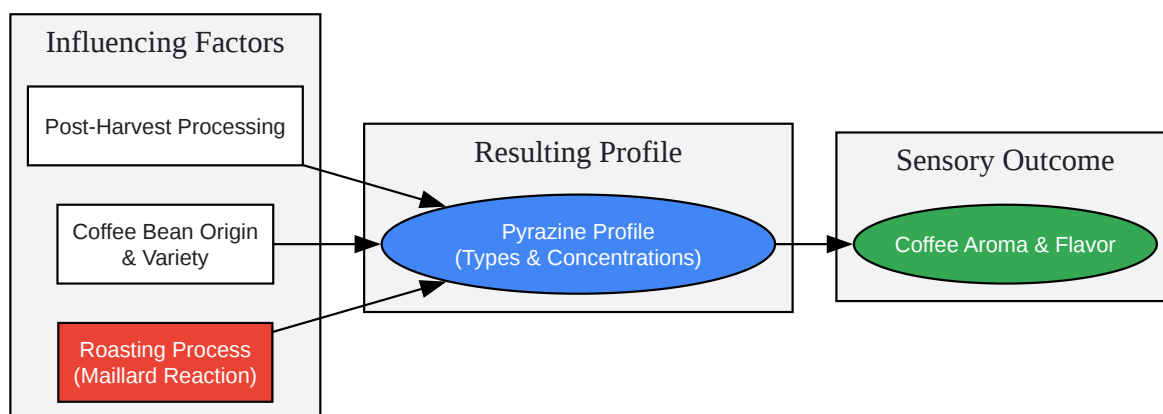 Influencing Factors
Post-Harvest Processing
Coffee Bean Origin
& Variety
Roasting Process
(Maillard Reaction)
Resulting Profile
Pyrazine Profile
(Types & Concentrations)
Sensory Outcome
Coffee Aroma & Flavor